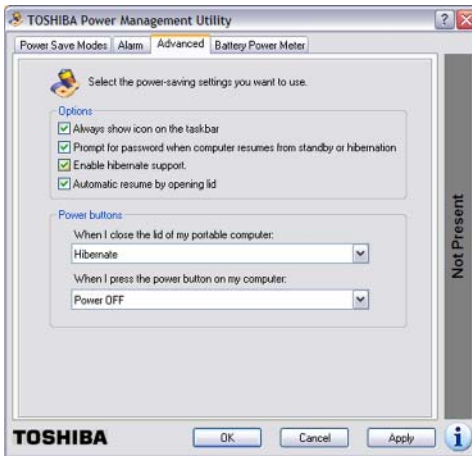 TOSHIBA Power Management Utility
Power Save Modes Alarm Advanced Battery Power Meter
Select the power-saving settings you want to use.
Options
Always show icon on the taskbar
Prompt for password when computer resumes from standby or hibernation
Enable hibernate support.
Automatic resume by opening lid
Power buttons
When I close the lid of my portable computer:
Hibernate
When I press the power button on my computer:
Power OFF
Not Present
TOSHIBA
OK Cancel Apply